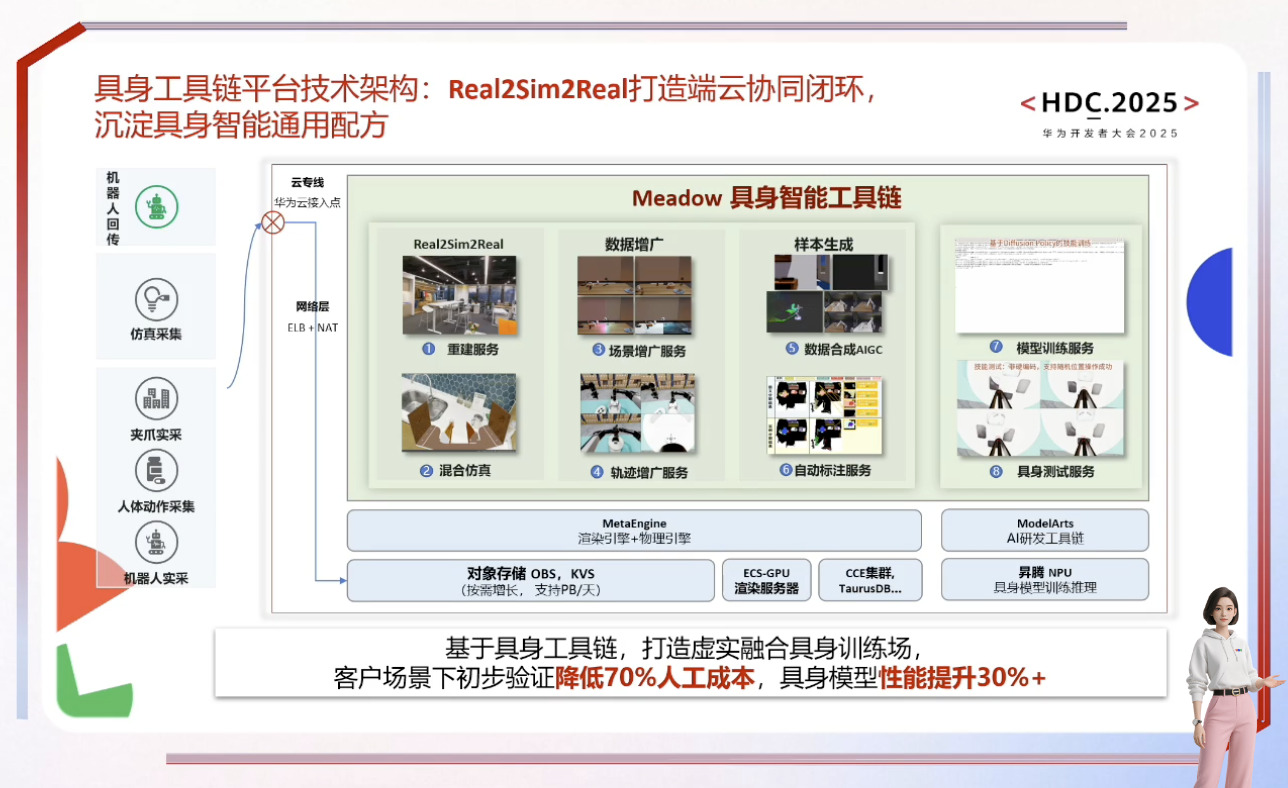 具身工具链平台技术架构：Real2Sim2Real打造端云协同闭环，
沉淀具身智能通用配方
<HDC.2025>
华为开发者大会2025
机器人回传
仿真采集
夹爪实采
人体动作采集
机器人实采
云专线
华为云接入点
网络层
ELB + NAT
Meadow 具身智能工具链
Real2Sim2Real
1 重建服务
2 混合仿真
数据增广
3 场景增广服务
4 轨迹增广服务
样本生成
5 数据合成AIGC
6 自动标注服务
基于Diffusion Policy的技能训练
7 模型训练服务
技能测试：带硬编码，支持随机位置操作成功
8 具身测试服务
MetaEngine
渲染引擎+物理引擎
ModelArts
AI研发工具链
对象存储 OBS，KVS
(按需增长， 支持PB/天)
ECS-GPU
渲染服务器
CCE集群,
TaurusDB...
昇腾 NPU
具身模型训练推理
基于具身工具链，打造虚实融合具身训练场，
客户场景下初步验证降低70%人工成本，具身模型性能提升30%+